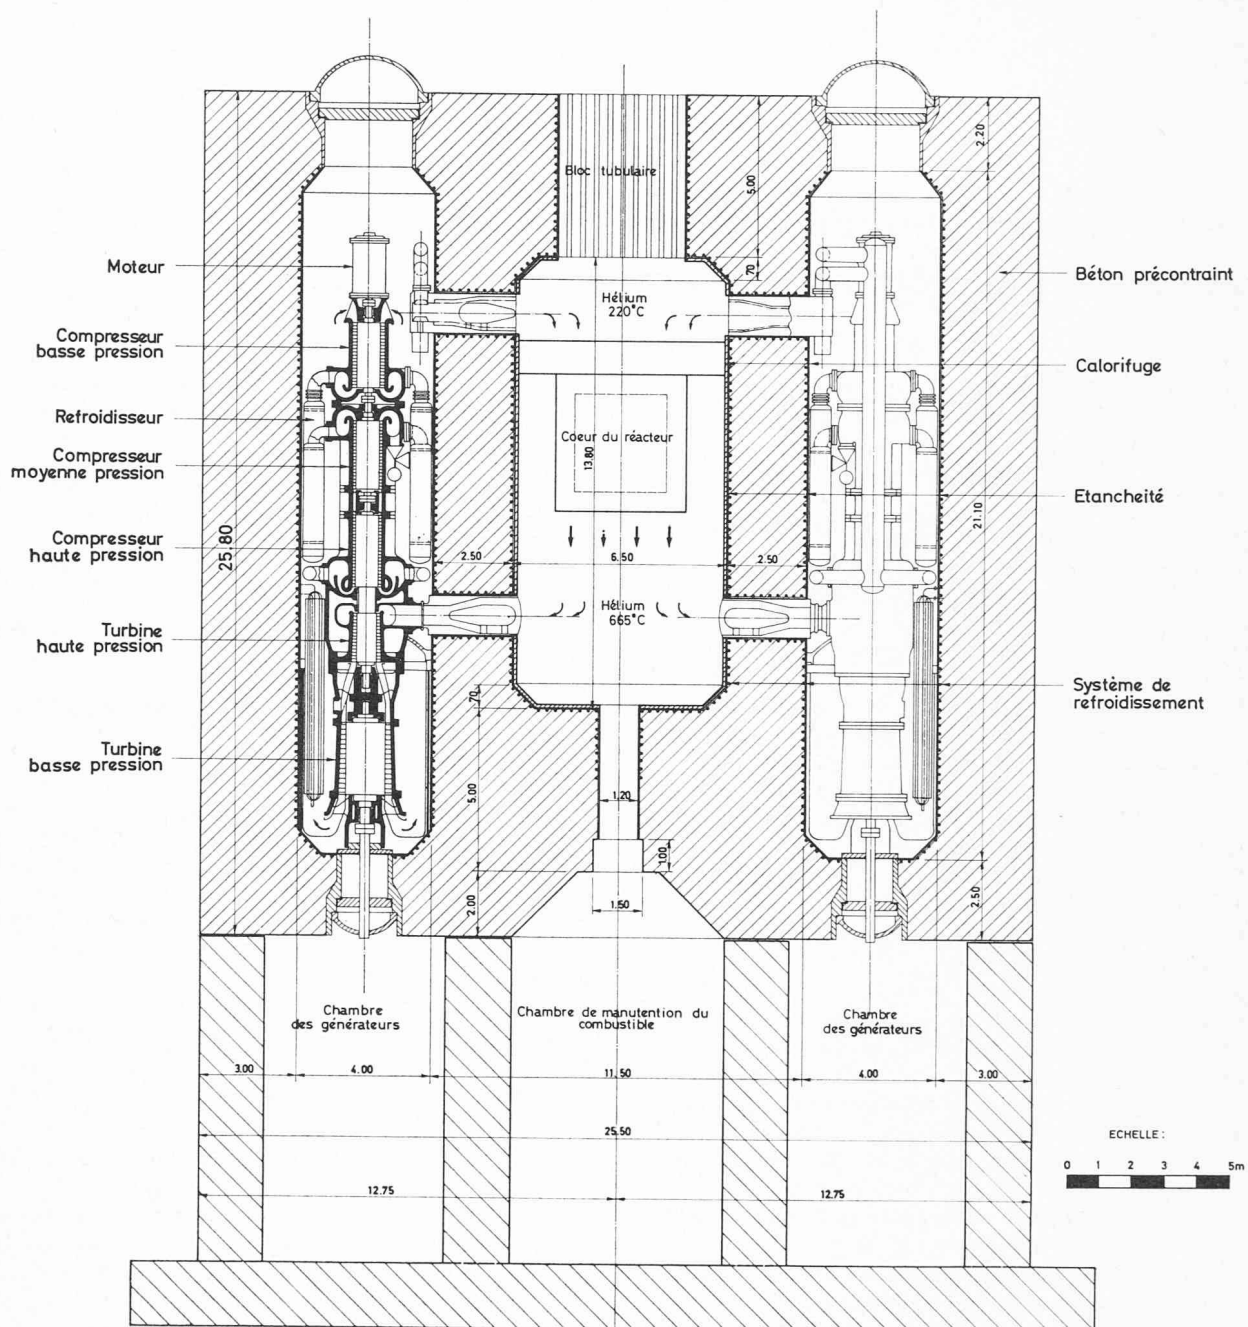 Bloc tubulaire
5.00
2.20
.70
Moteur
Béton précontraint
Hélium
220°C
Compresseur
basse pression
Calorifuge
Refroidisseur
Coeur du réacteur
13.80
Compresseur
moyenne pression
Etancheité
21.10
Compresseur
haute pression
25.80
2.50
6.50
2.50
Hélium
665°C
Turbine
haute pression
Système de
refroidissement
.70
Turbine
basse pression
5.00
1.20
1.00
2.00
1.50
2.50
Chambre
des générateurs
Chambre de manutention du
combustible
Chambre
des générateurs
3.00
4.00
11.50
4.00
3.00
25.50
12.75
12.75
ECHELLE :
0 1 2 3 4 5m